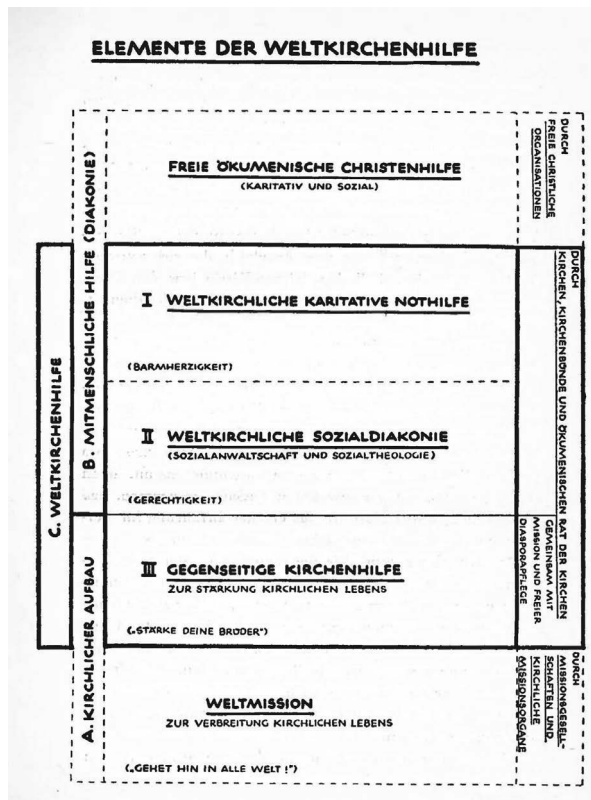 ELEMENTE DER WELTKIRCHENHILFE
FREIE ÖKUMENISCHE CHRISTENHILFE
(KARITATIV UND SOZIAL)
DURCH
FREIE CHRISTLICHE
ORGANISATIONEN
B. MITMENSCHLICHE HILFE (DIAKONIE)
C. WELTKIRCHENHILFE
I WELTKIRCHLICHE KARITATIVE NOTHILFE
(BARMHERZIGKEIT)
II WELTKIRCHLICHE SOZIALDIAKONIE
(SOZIALANWALTSCHAFT UND SOZIALTHEOLOGIE)
(GERECHTIGKEIT)
DURCH
KIRCHEN, KIRCHENBÜNDE UND ÖKUMENISCHEN RAT DER KIRCHEN
GEMEINSAM MIT
MISSION UND FREIER
DIASPORAPFLEGE
A. KIRCHLICHER AUFBAU
III GEGENSEITIGE KIRCHENHILFE
ZUR STÄRKUNG KIRCHLICHEN LEBENS
(„STÄRKE DEINE BRÜDER")
WELTMISSION
ZUR VERBREITUNG KIRCHLICHEN LEBENS
(„GEHET HIN IN ALLE WELT!")
DURCH
MISSIONSGESELL-
SCHAFTEN UND
KIRCHLICHE
MISSIONSORGANE